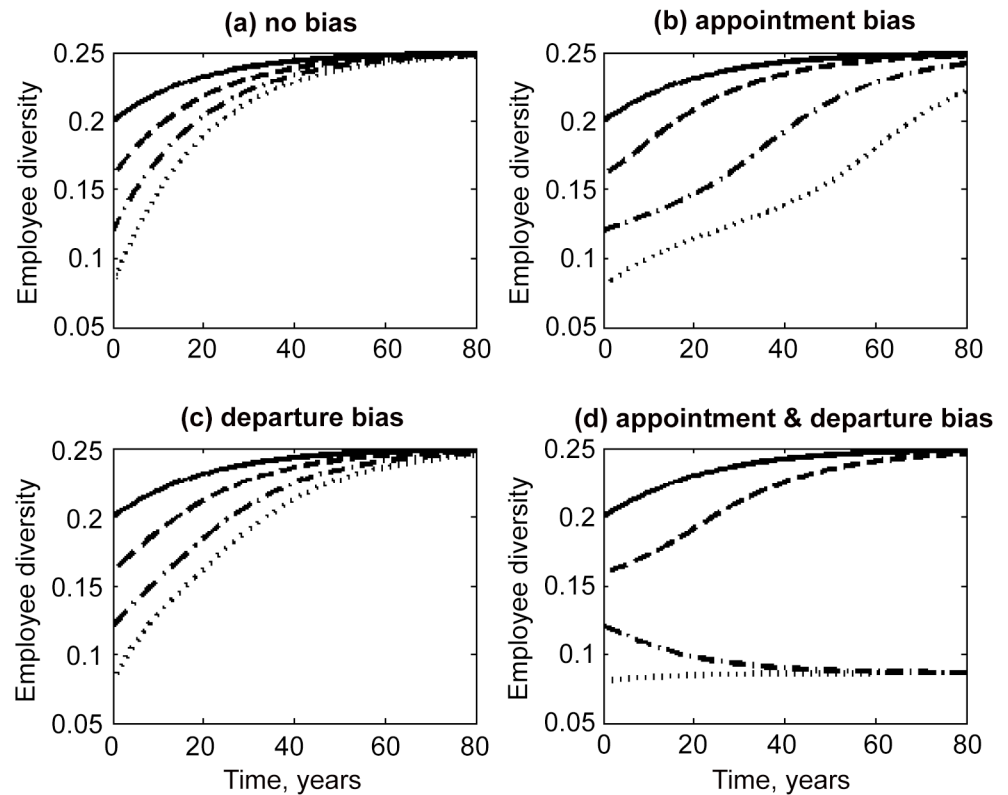 (a) no bias
Employee diversity
0.25
0.2
0.15
0.1
0.05
0 20 40 60 80
(b) appointment bias
Employee diversity
0.25
0.2
0.15
0.1
0.05
0 20 40 60 80
(c) departure bias
Employee diversity
0.25
0.2
0.15
0.1
0.05
0 20 40 60 80
Time, years
(d) appointment & departure bias
Employee diversity
0.25
0.2
0.15
0.1
0.05
0 20 40 60 80
Time, years